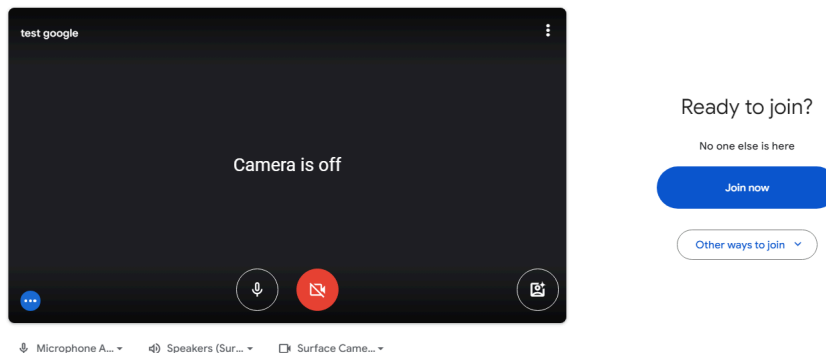 test google
Camera is off
Microphone A...
Speakers (Sur...
Surface Came...
Ready to join?
No one else is here
Join now
Other ways to join